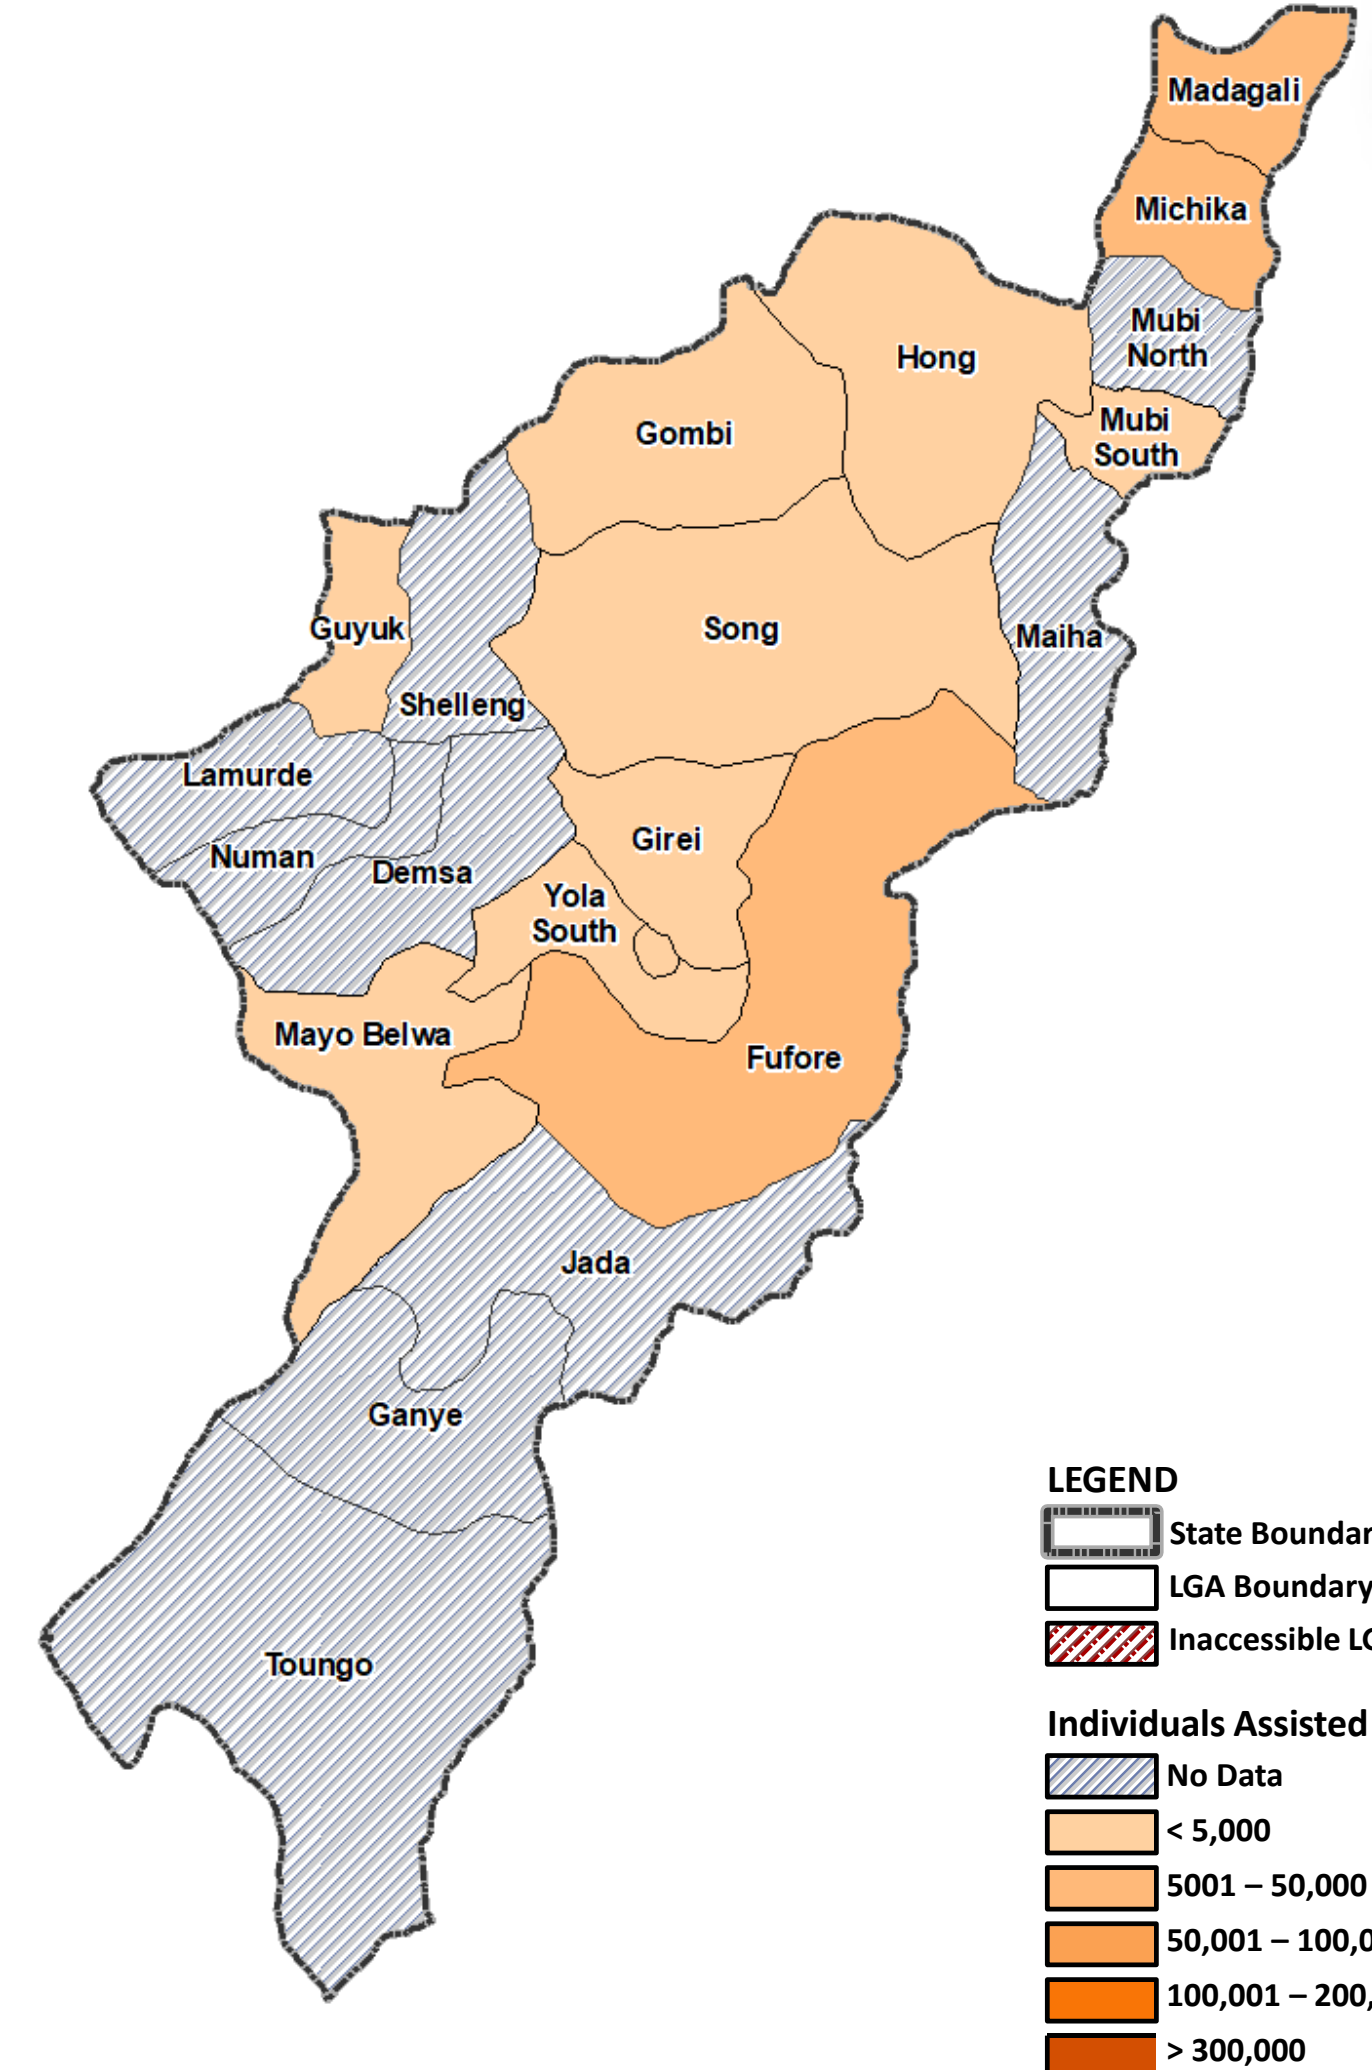 Madagali
Michika
Mubi
North
Hong
Mubi
South
Gombi
Guyuk
Song
Maiha
Shelleng
Lamurde
Girei
Numan
Demsa
Yola
South
Mayo Belwa
Fufore
Jada
Ganye
Toungo
LEGEND
State Boundar
LGA Boundary
Inaccessible LG
Individuals Assisted
No Data
< 5,000
5001 – 50,000
50,001 – 100,0
100,001 – 200,
> 300,000